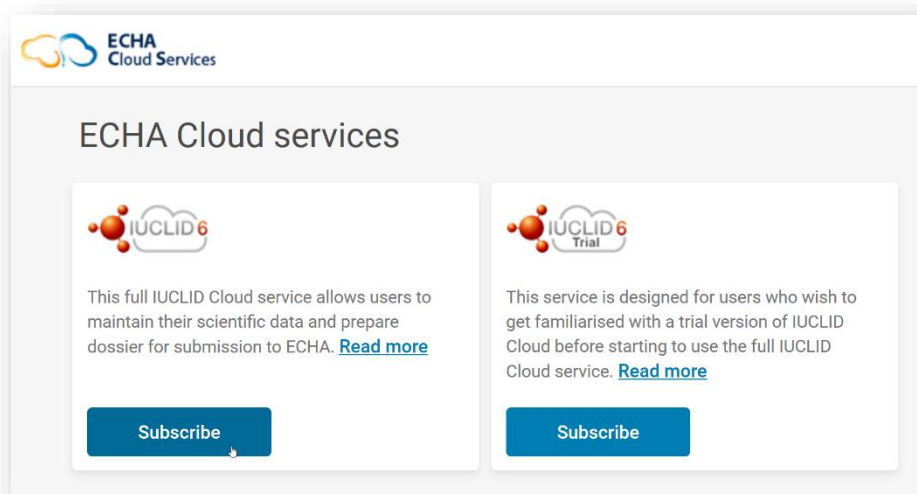 ECHA
Cloud Services
ECHA Cloud services
IUCLID 6
This full IUCLID Cloud service allows users to
maintain their scientific data and prepare
dossier for submission to ECHA. Read more
Subscribe
IUCLID 6
Trial
This service is designed for users who wish to
get familiarised with a trial version of IUCLID
Cloud before starting to use the full IUCLID
Cloud service. Read more
Subscribe